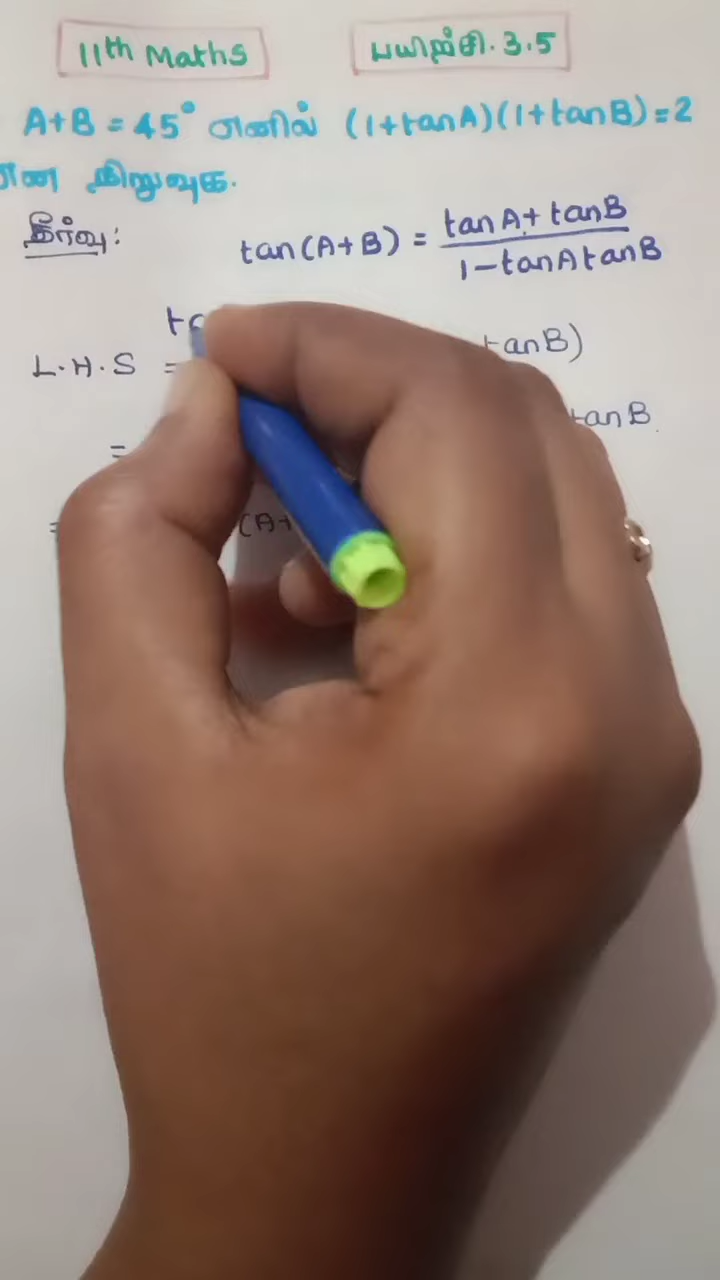 11th Maths பயிற்சி. 3.5
A+B = 45° எனில் (1+tanA)(1+tanB)=2
என நிறுவுக.
தீர்வு:
tan(A+B) = \frac{tanA+tanB}{1-tanAtanB}
L.H.S = tanB)
= tanB
= (A+